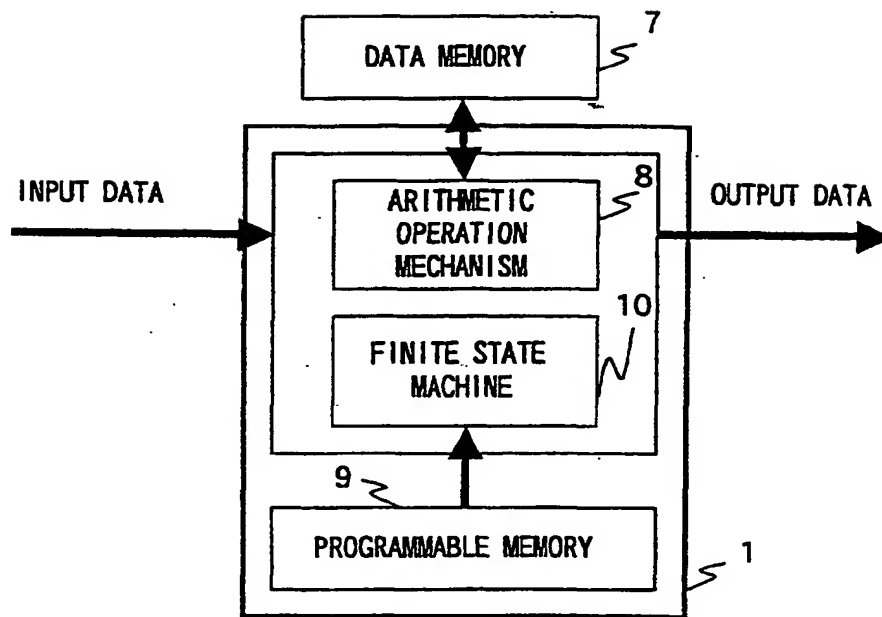 7
DATA MEMORY
INPUT DATA
8
ARITHMETIC
OPERATION
MECHANISM
OUTPUT DATA
10
FINITE STATE
MACHINE
9
PROGRAMMABLE MEMORY
1